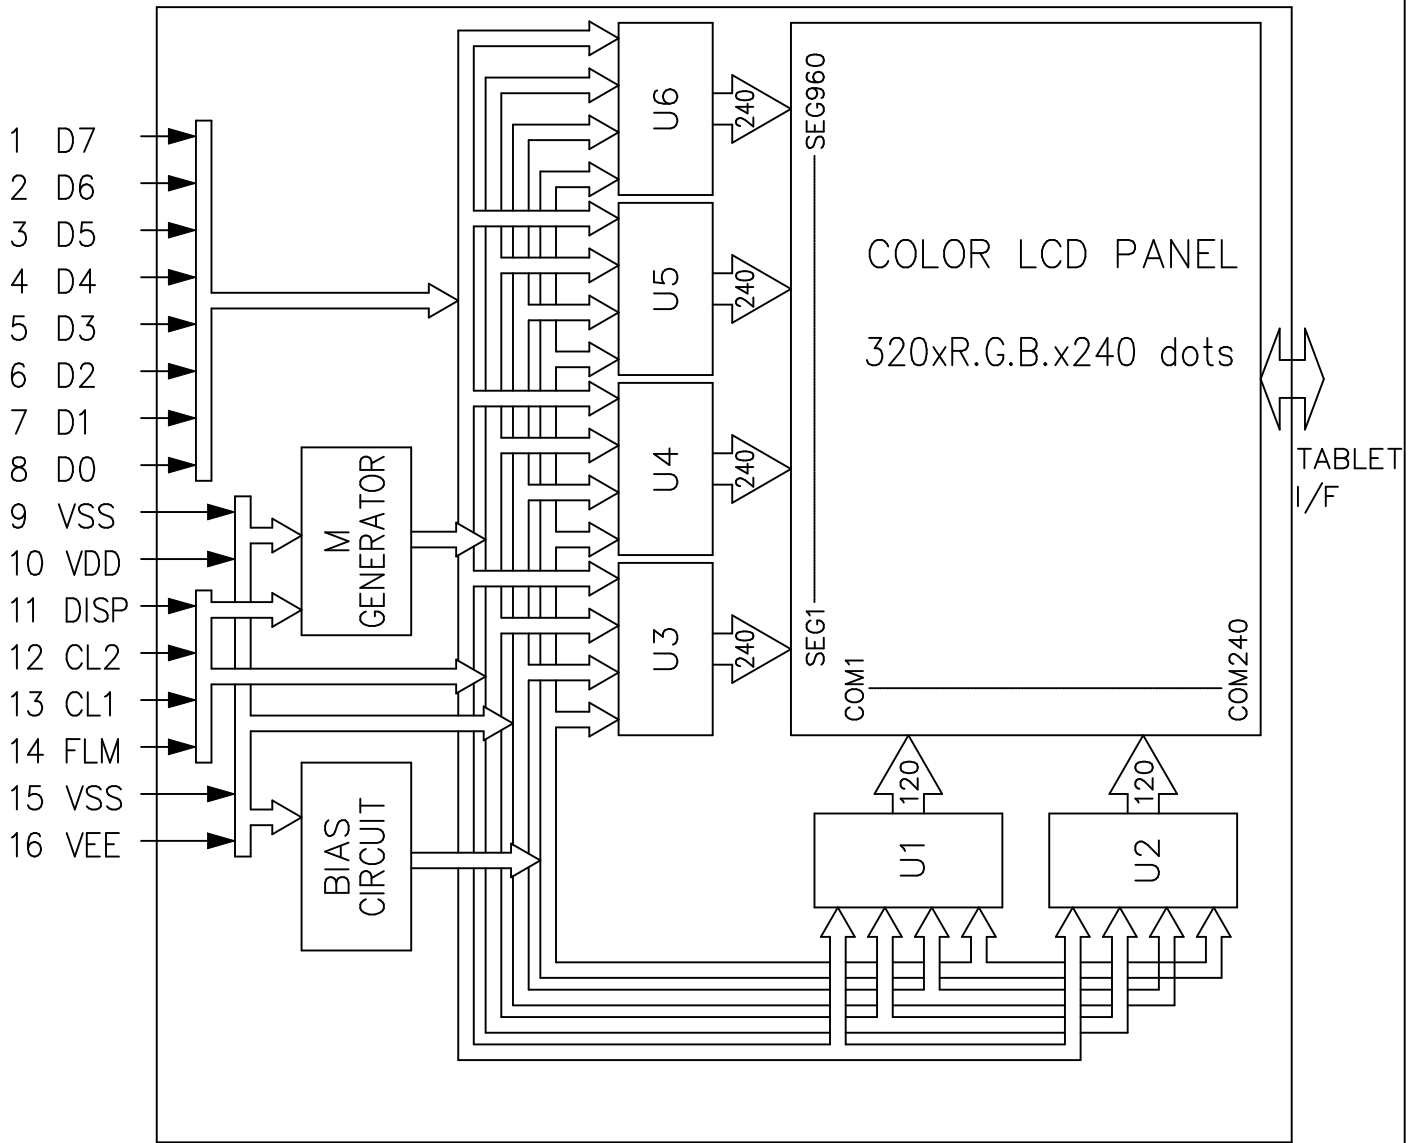 1 D7
2 D6
3 D5
4 D4
5 D3
6 D2
7 D1
8 D0
9 VSS
10 VDD
11 DISP
12 CL2
13 CL1
14 FLM
15 VSS
16 VEE
M
GENERATOR
BIAS
CIRCUIT
U6
240
U5
240
U4
240
U3
240
SEG960
SEG1
COLOR LCD PANEL
320xR.G.B.x240 dots
COM1
COM240
TABLET
I/F
120
120
U1
U2